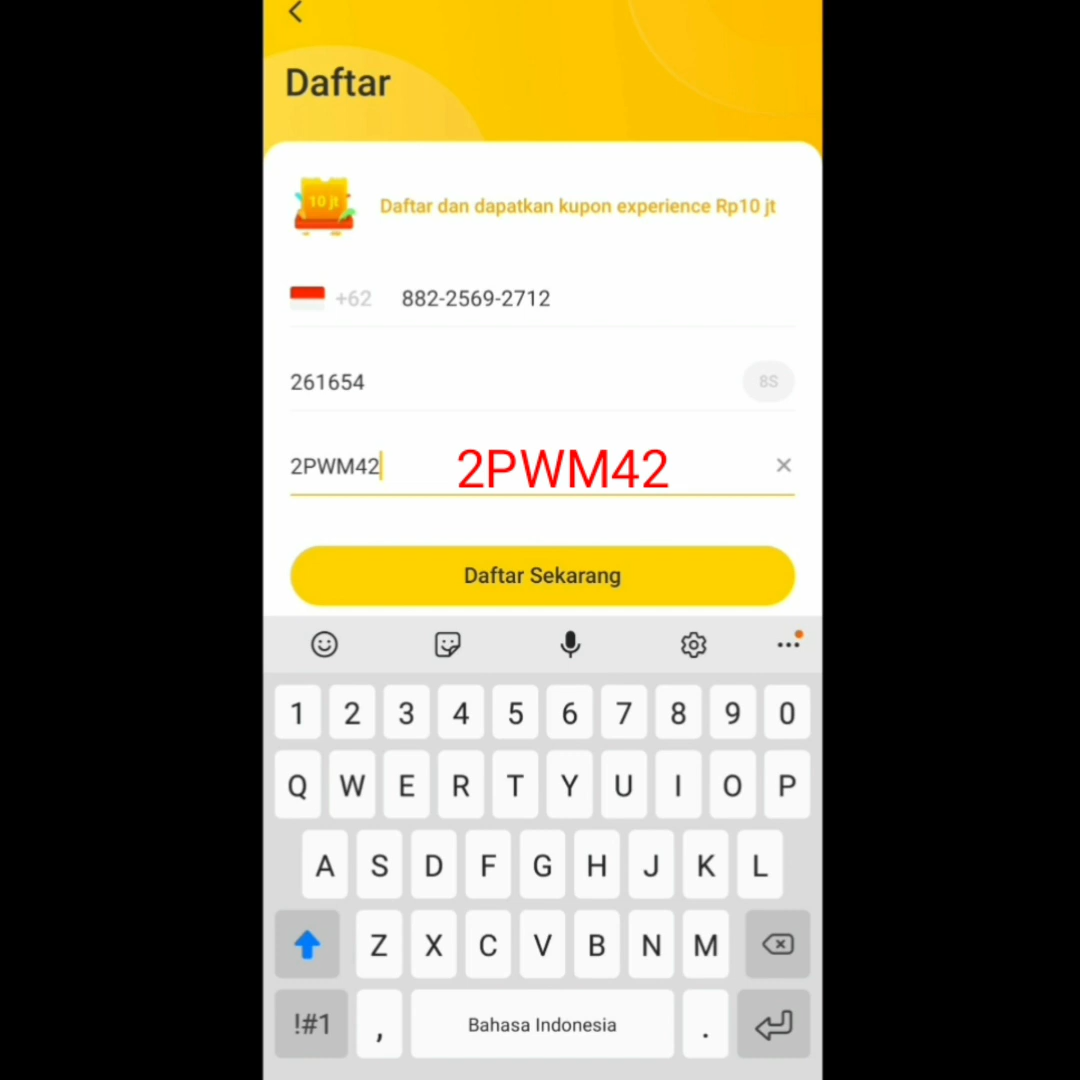 Daftar
10 jt
Daftar dan dapatkan kupon experience Rp10 jt
+62 882-2569-2712
261654 8S
2PWM42 2PWM42
Daftar Sekarang
1 2 3 4 5 6 7 8 9 0
Q W E R T Y U I O P
A S D F G H J K L
Z X C V B N M
!#1 , Bahasa Indonesia .